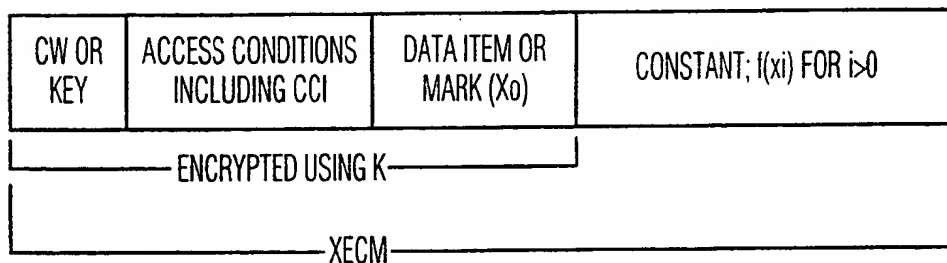 CW OR
KEY
ACCESS CONDITIONS
INCLUDING CCI
DATA ITEM OR
MARK (Xo)
CONSTANT; f(xi) FOR i>0
ENCRYPTED USING K
XECM